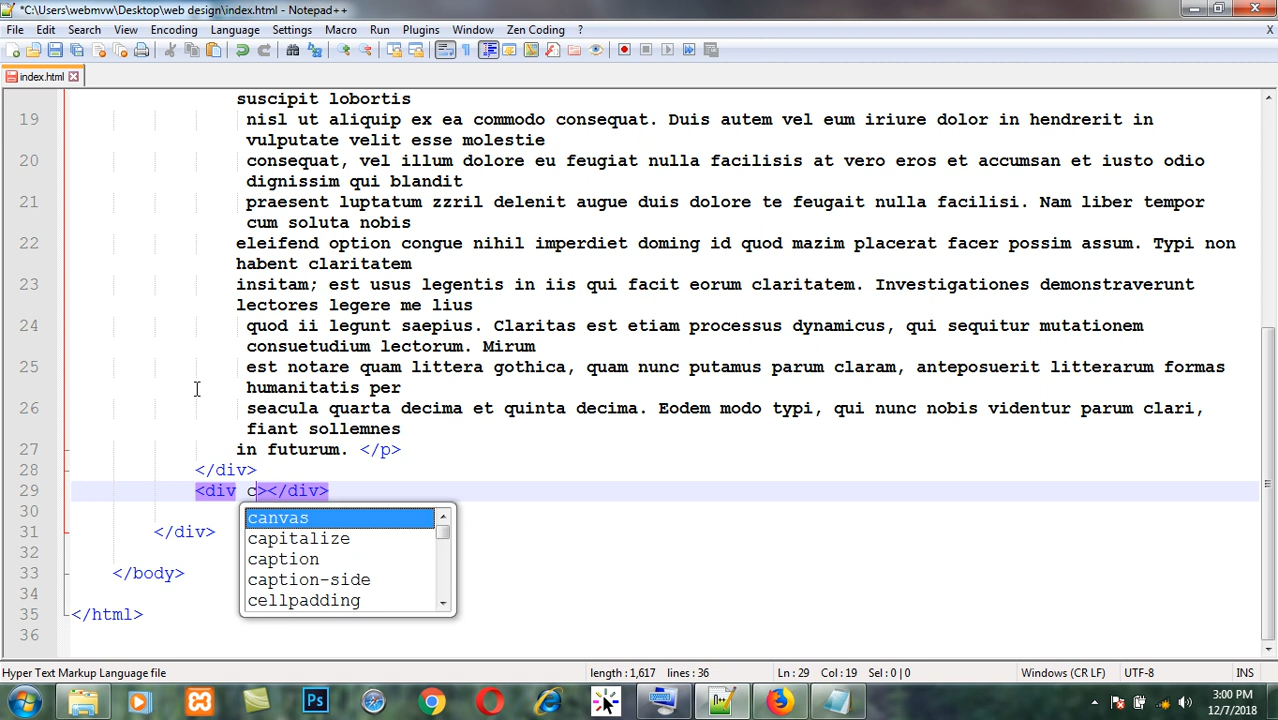 *C:\Users\webmvw\Desktop\web design\index.html - Notepad++
File Edit Search View Encoding Language Settings Macro Run Plugins Window Zen Coding ? X
index.html
suscipit lobortis
19 nisl ut aliquip ex ea commodo consequat. Duis autem vel eum iriure dolor in hendrerit in
vulputate velit esse molestie
20 consequat, vel illum dolore eu feugiat nulla facilisis at vero eros et accumsan et iusto odio
dignissim qui blandit
21 praesent luptatum zzril delenit augue duis dolore te feugait nulla facilisi. Nam liber tempor
cum soluta nobis
22 eleifend option congue nihil imperdiet doming id quod mazim placerat facer possim assum. Typi non
habent claritatem
23 insitam; est usus legentis in iis qui facit eorum claritatem. Investigationes demonstraverunt
lectores legere me lius
24 quod ii legunt saepius. Claritas est etiam processus dynamicus, qui sequitur mutationem
consuetudium lectorum. Mirum
25 est notare quam littera gothica, quam nunc putamus parum claram, anteposuerit litterarum formas
humanitatis per
26 seacula quarta decima et quinta decima. Eodem modo typi, qui nunc nobis videntur parum clari,
fiant sollemnes
27 in futurum. </p>
28 </div>
29 <div c></div>
30
31 </div>
32
33 </body>
34
35 </html>
36
canvas
capitalize
caption
caption-side
cellpadding
Hyper Text Markup Language file length : 1,617 lines : 36 Ln : 29 Col : 19 Sel : 0 | 0 Windows (CR LF) UTF-8 INS
Ps
3:00 PM
12/7/2018